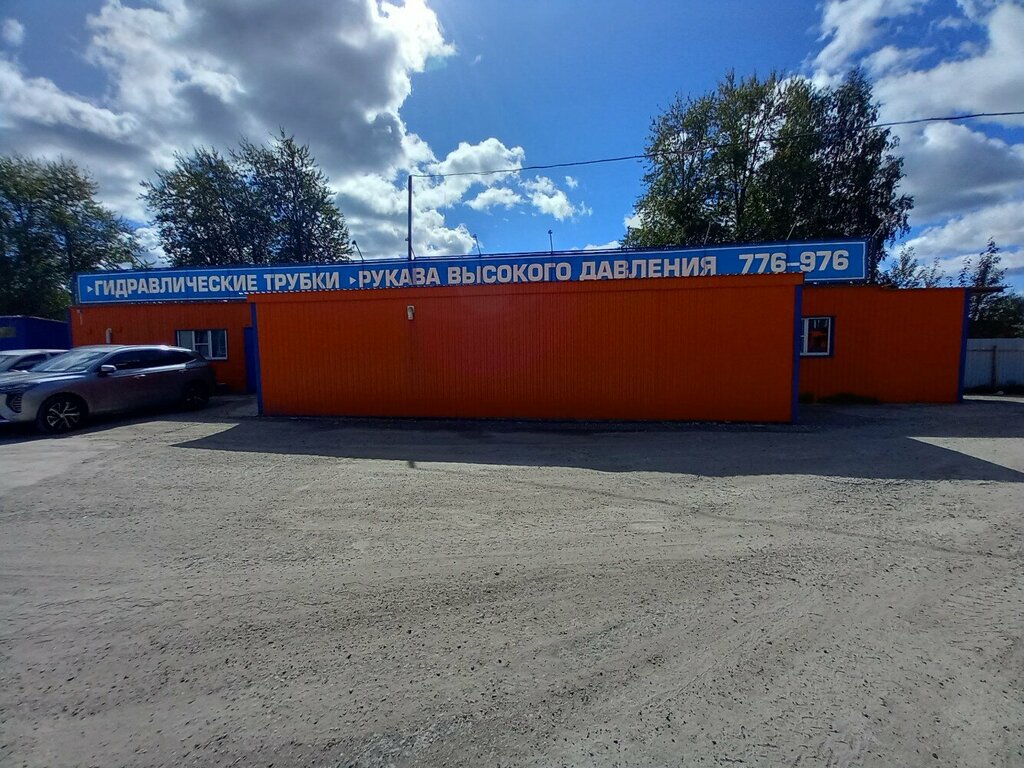 ▸ГИДРАВЛИЧЕСКИЕ ТРУБКИ ▸РУКАВА ВЫСОКОГО ДАВЛЕНИЯ 776-976